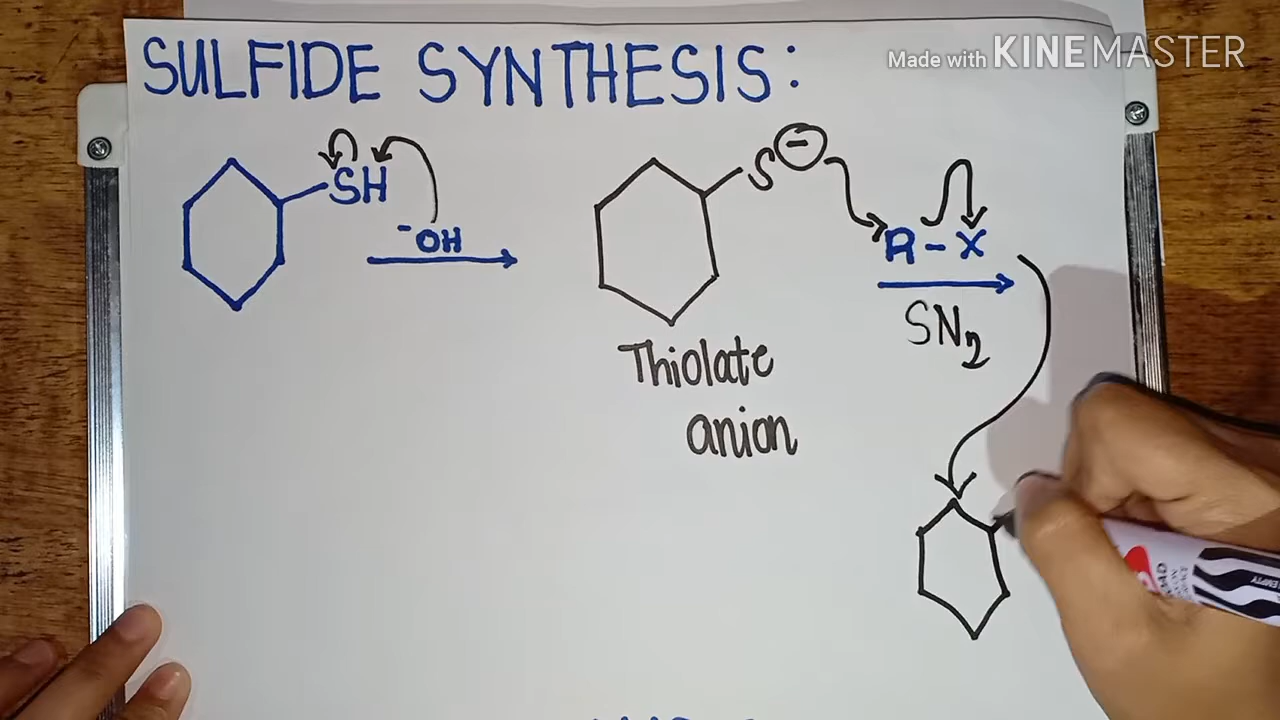 SULFIDE SYNTHESIS:
Made with KINEMASTER
SH
-OH
S-
R-X
SN2
Thiolate
anion